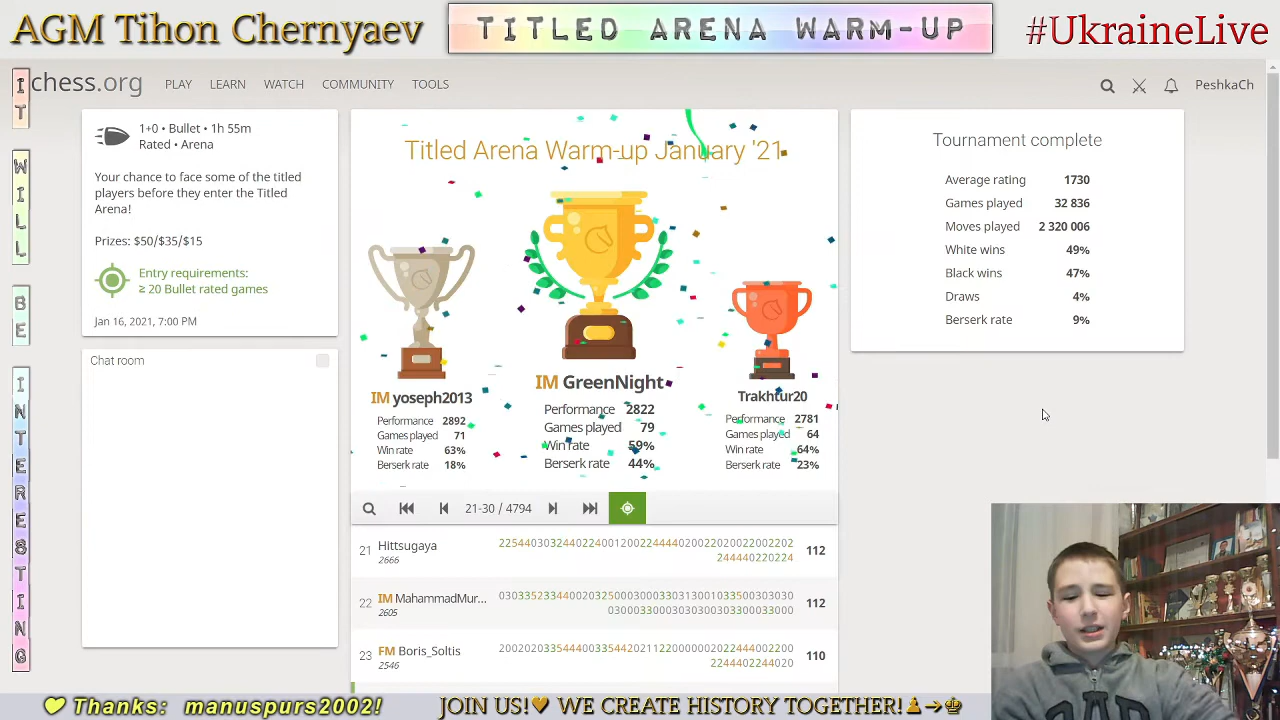 AGM Tihon Chernyaev
TITLED ARENA WARM-UP
#UkraineLive
IT WILL BE INTERESTING
chess.org
PLAY LEARN WATCH COMMUNITY TOOLS
PeshkaCh
1+0 • Bullet • 1h 55m
Rated • Arena
Your chance to face some of the titled
players before they enter the Titled
Arena!
Prizes: $50/$35/$15
Entry requirements:
≥ 20 Bullet rated games
Jan 16, 2021, 7:00 PM
Chat room
Titled Arena Warm-up January '21
IM yoseph2013
Performance 2892
Games played 71
Win rate 63%
Berserk rate 18%
IM GreenNight
Performance 2822
Games played 79
Win rate 59%
Berserk rate 44%
Trakhtur20
Performance 2781
Games played 64
Win rate 64%
Berserk rate 23%
21-30 / 4794
21 Hittsugaya 22544030324402240012002244440200220202002200220 2
244440220224 112
2666
22 IM MahammadMur... 112
2605
23 FM Boris_Soltis 110
2546
Tournament complete
Average rating 1730
Games played 32 836
Moves played 2 320 006
White wins 49%
Black wins 47%
Draws 4%
Berserk rate 9%
Thanks: manuspurs2002!
JOIN US! WE CREATE HISTORY TOGETHER!